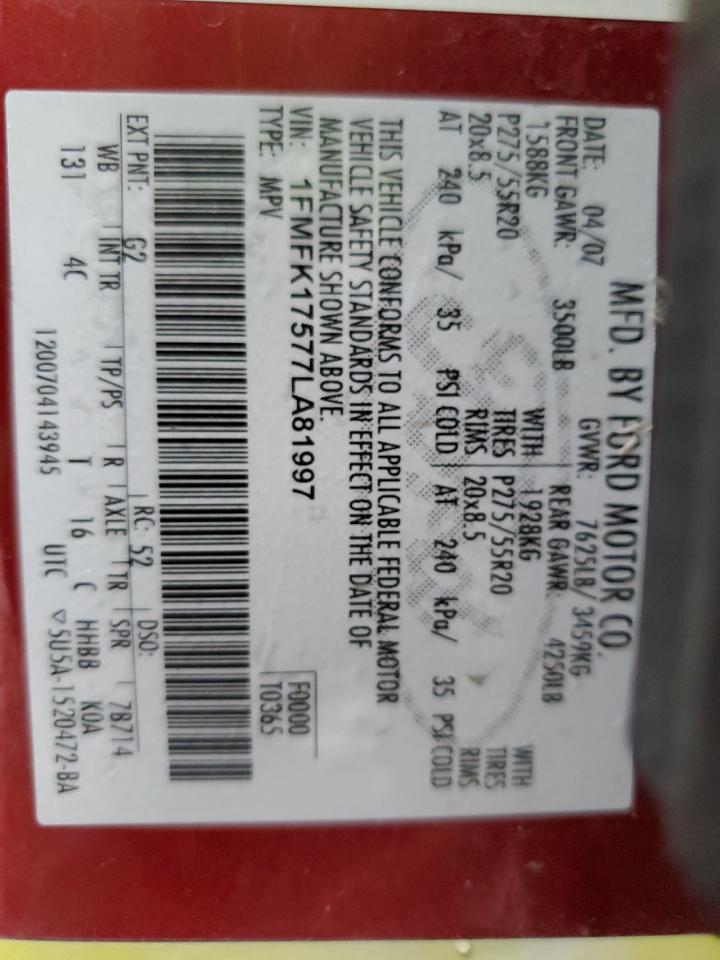 MFD. BY FORD MOTOR CO.
DATE: 04/07 GVWR: 7625LB/ 3459KG
FRONT GAWR: 3500LB REAR GAWR: 4250LB
1588KG WITH 1928KG WITH
P275/55R20 TIRES P275/55R20 TIRES
20x8.5 RIMS 20x8.5 RIMS
AT 240 kPa/ 35 PSI COLD AT 240 kPa/ 35 PSI COLD
THIS VEHICLE CONFORMS TO ALL APPLICABLE FEDERAL MOTOR
VEHICLE SAFETY STANDARDS IN EFFECT ON THE DATE OF
MANUFACTURE SHOWN ABOVE.
VIN: 1FMFK17577LA81997 F0000
TYPE: MPV T0365
EXT PNT: G2 RC: 52 DSO:
WB INT TR TP/PS R AXLE TR SPR 7B714
131 4C T 16 C HHBB KOA
1200704143945 UTC ▽5U5A-1520472-BA